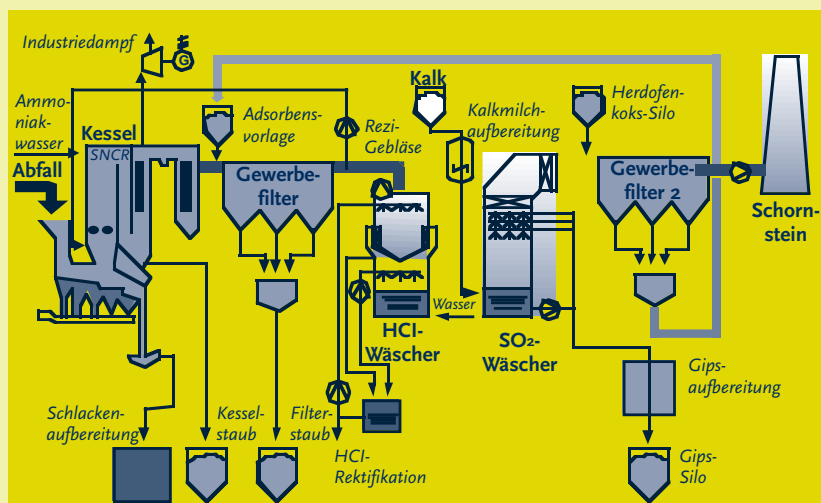 Industriedampf
G
Ammo-
niak-
wasser
Kessel
SNCR
Abfall
Adsorbens-
vorlage
Rezi-
Gebläse
Kalk
Kalkmilch-
aufbereitung
Herdofen-
koks-Silo
Gewerbe-
filter
Gewerbe-
filter 2
Schorn-
stein
Wasser
HCl-
Wäscher
SO2-
Wäscher
Gips-
aufbereitung
Schlacken-
aufbereitung
Kessel-
staub
Filter-
staub
HCl-
Rektifikation
Gips-
Silo